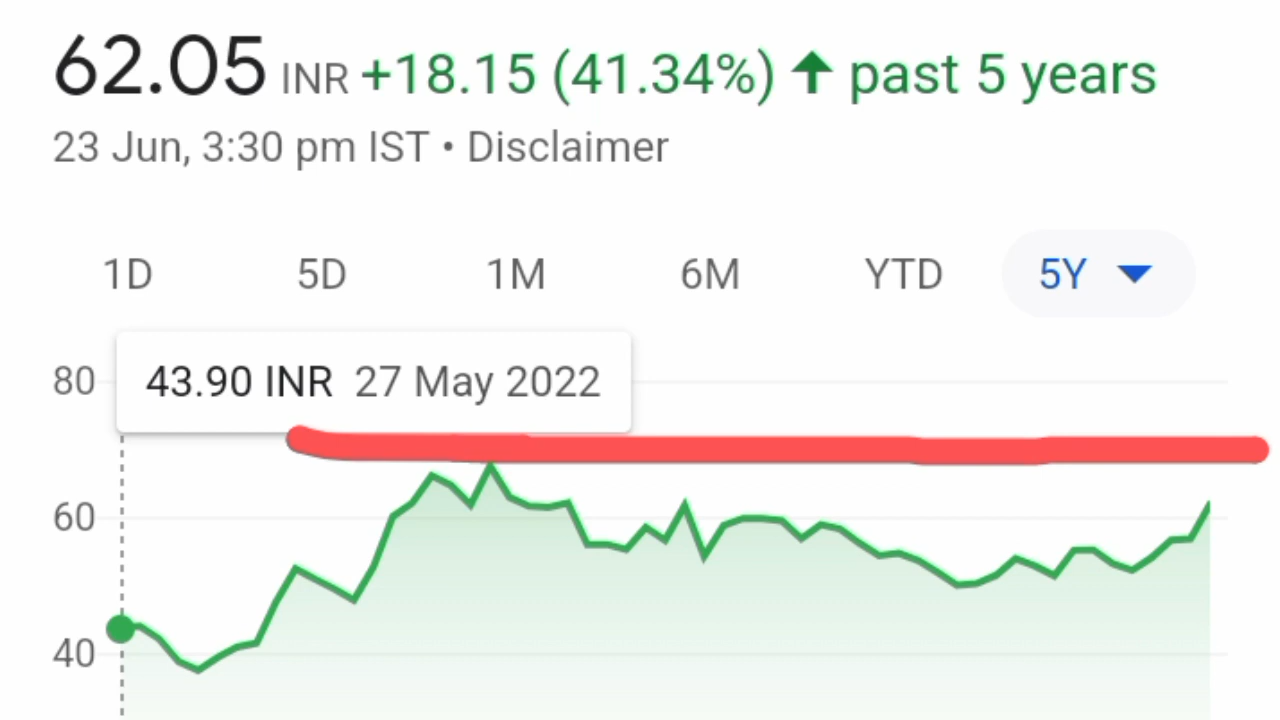 62.05 INR +18.15 (41.34%) ↑ past 5 years
23 Jun, 3:30 pm IST • Disclaimer
1D 5D 1M 6M YTD 5Y
43.90 INR 27 May 2022
80
60
40